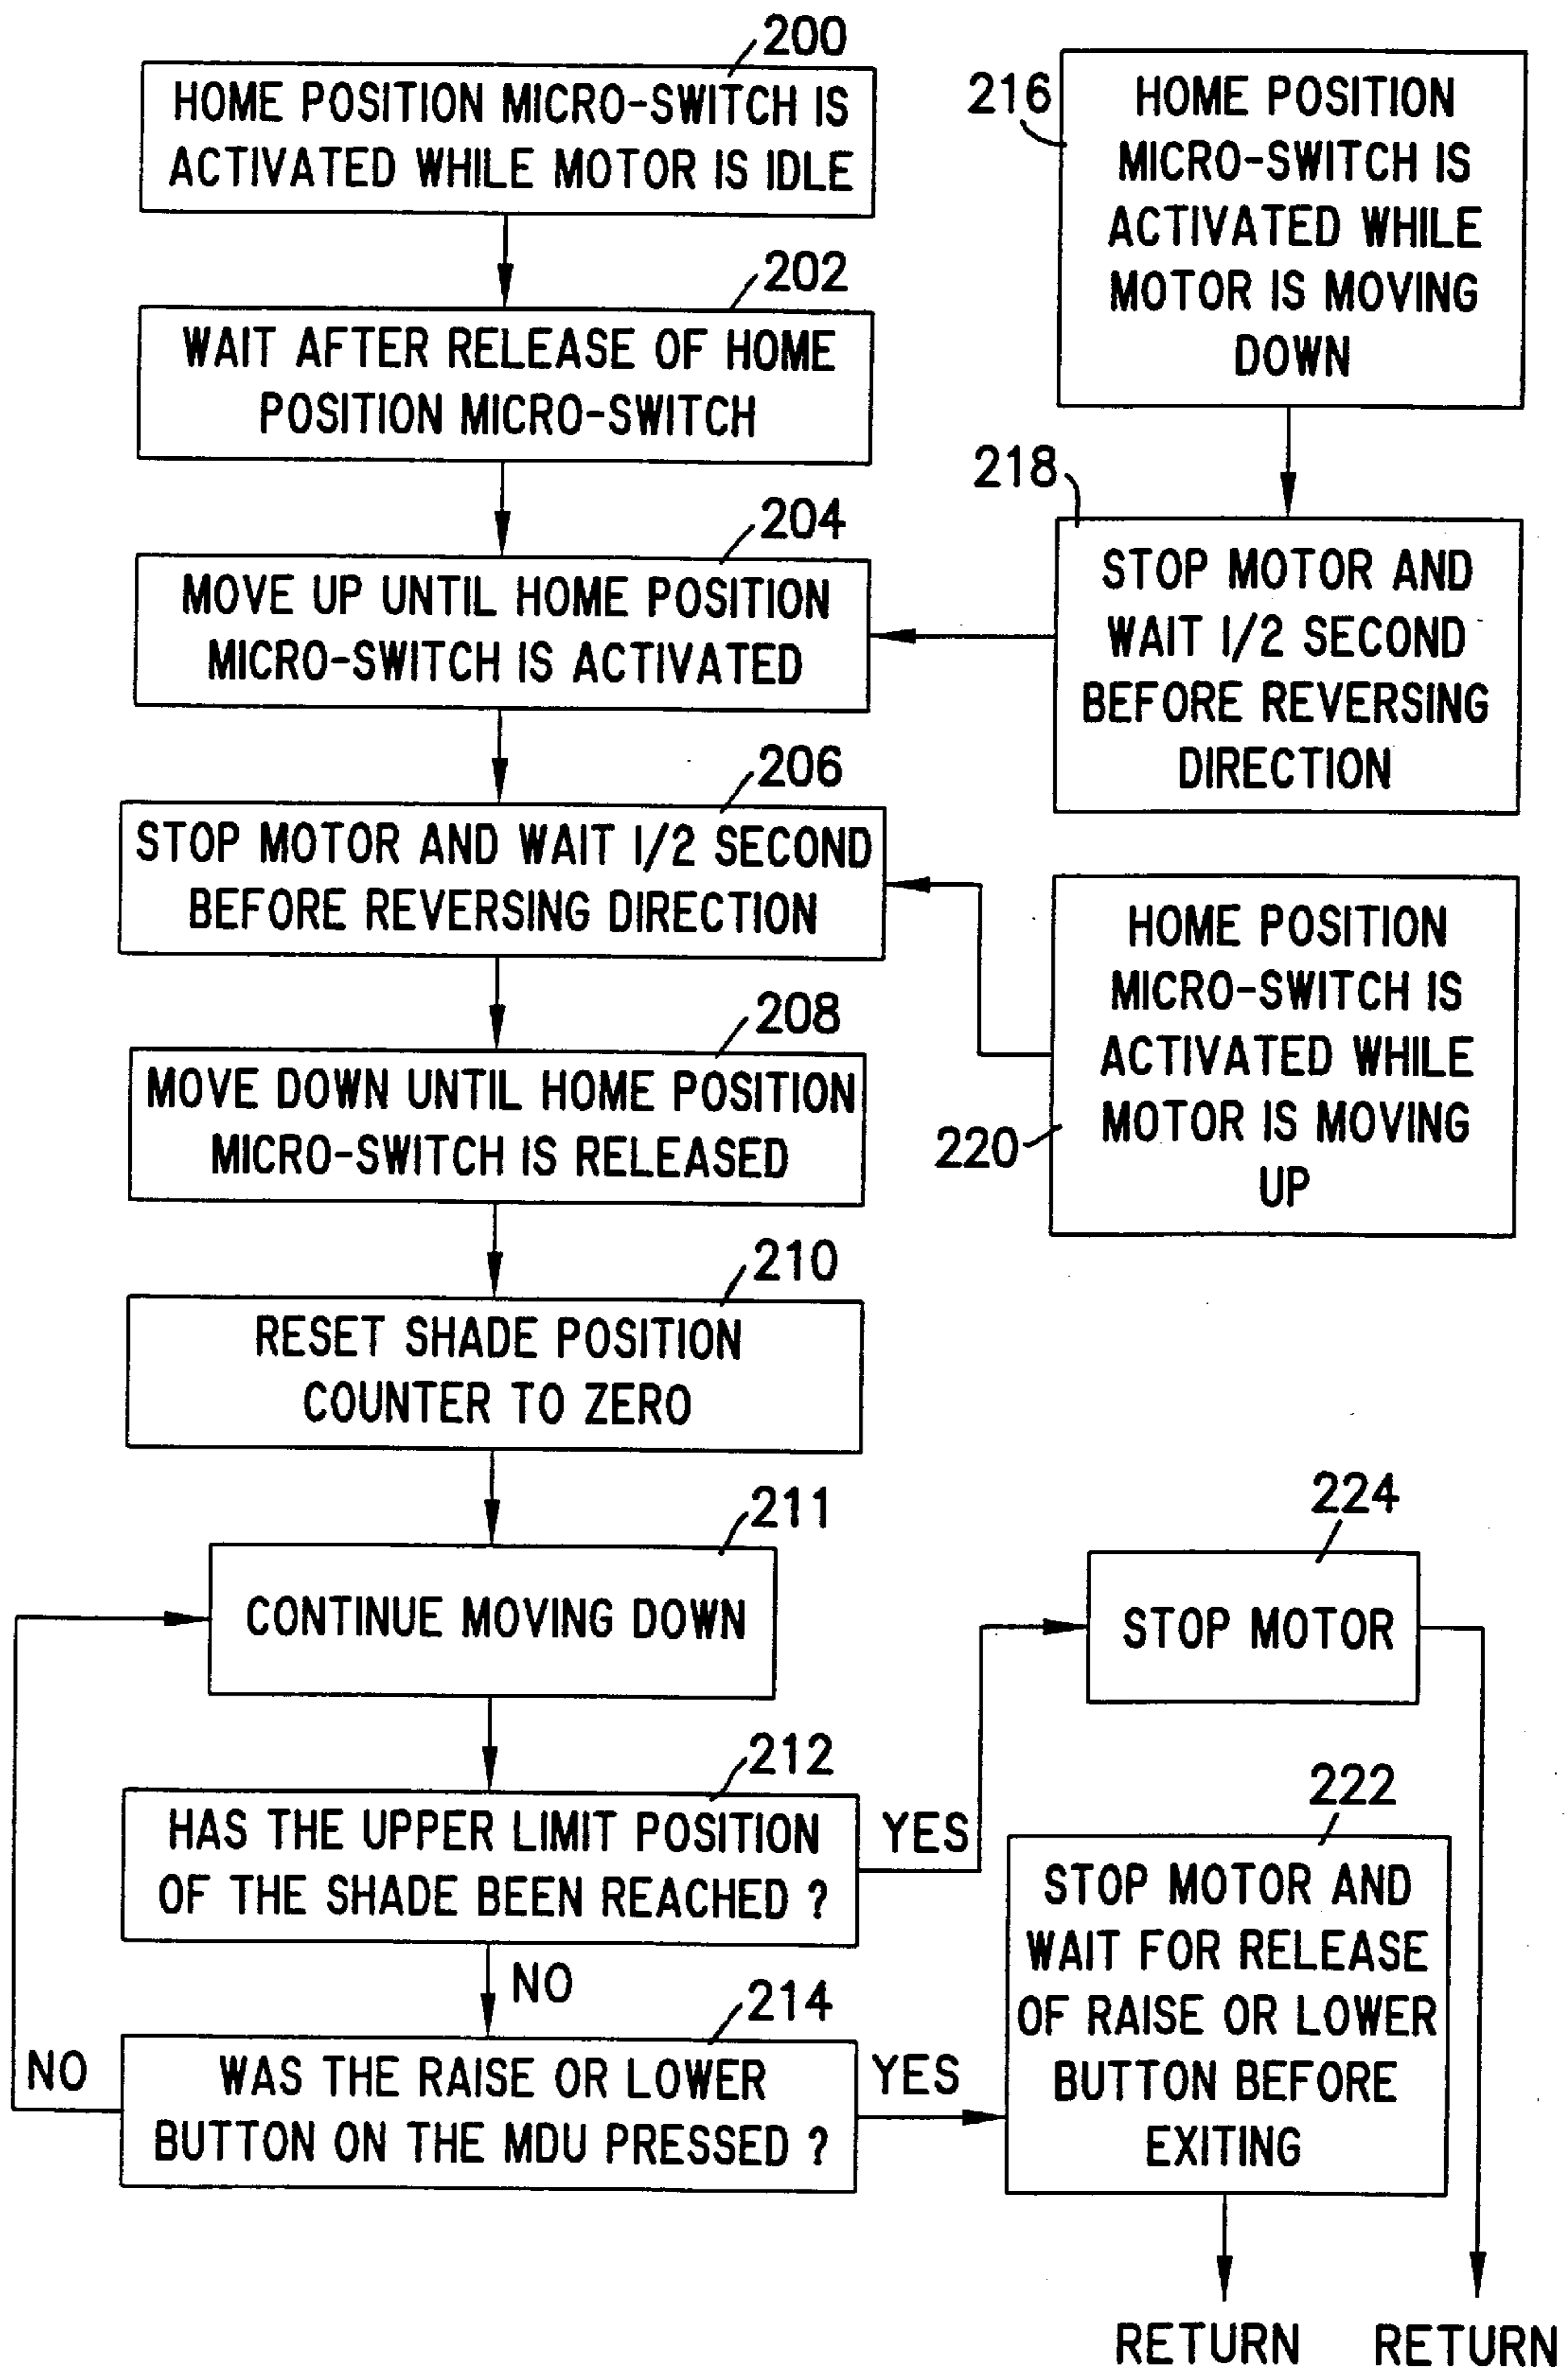 200
HOME POSITION MICRO-SWITCH IS
ACTIVATED WHILE MOTOR IS IDLE
202
WAIT AFTER RELEASE OF HOME
POSITION MICRO-SWITCH
204
MOVE UP UNTIL HOME POSITION
MICRO-SWITCH IS ACTIVATED
206
STOP MOTOR AND WAIT 1/2 SECOND
BEFORE REVERSING DIRECTION
208
MOVE DOWN UNTIL HOME POSITION
MICRO-SWITCH IS RELEASED
210
RESET SHADE POSITION
COUNTER TO ZERO
211
CONTINUE MOVING DOWN
212
HAS THE UPPER LIMIT POSITION
OF THE SHADE BEEN REACHED ?
YES
NO
214
WAS THE RAISE OR LOWER
BUTTON ON THE MDU PRESSED ?
NO
YES
216
HOME POSITION
MICRO-SWITCH IS
ACTIVATED WHILE
MOTOR IS MOVING
DOWN
218
STOP MOTOR AND
WAIT 1/2 SECOND
BEFORE REVERSING
DIRECTION
220
HOME POSITION
MICRO-SWITCH IS
ACTIVATED WHILE
MOTOR IS MOVING
UP
224
STOP MOTOR
222
STOP MOTOR AND
WAIT FOR RELEASE
OF RAISE OR LOWER
BUTTON BEFORE
EXITING
RETURN
RETURN